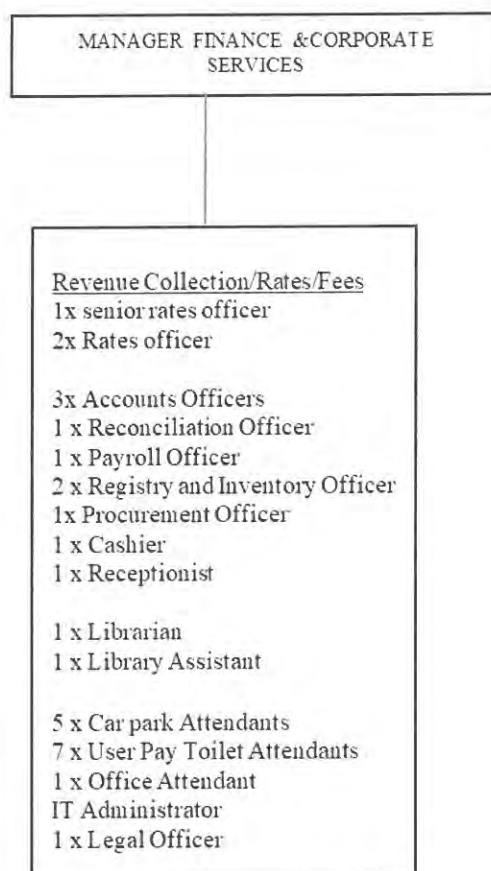 MANAGER FINANCE &CORPORATE
SERVICES
Revenue Collection/Rates/Fees
1x senior rates officer
2x Rates officer
3x Accounts Officers
1 x Reconciliation Officer
1 x Payroll Officer
2 x Registry and Inventory Officer
1x Procurement Officer
1 x Cashier
1 x Receptionist
1 x Librarian
1 x Library Assistant
5 x Car park Attendants
7 x User Pay Toilet Attendants
1 x Office Attendant
IT Administrator
1 x Legal Officer